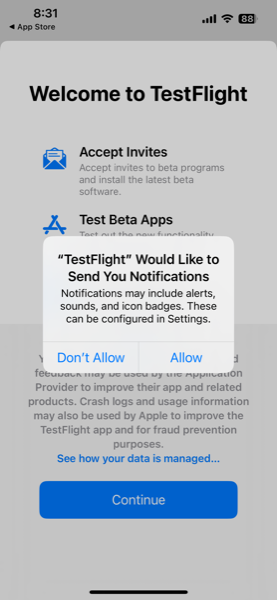 8:31
88
◀ App Store
Welcome to TestFlight
Accept Invites
Accept invites to beta programs
and install the latest beta
software.
Test Beta Apps
Test out the new functionality
“TestFlight” Would Like to
Send You Notifications
Notifications may include alerts,
sounds, and icon badges. These
can be configured in Settings.
Don’t Allow
Allow
feedback may be used by the Application
Provider to improve their app and related
products. Crash logs and usage information
may also be used by Apple to improve the
TestFlight app and for fraud prevention
purposes.
See how your data is managed...
Continue